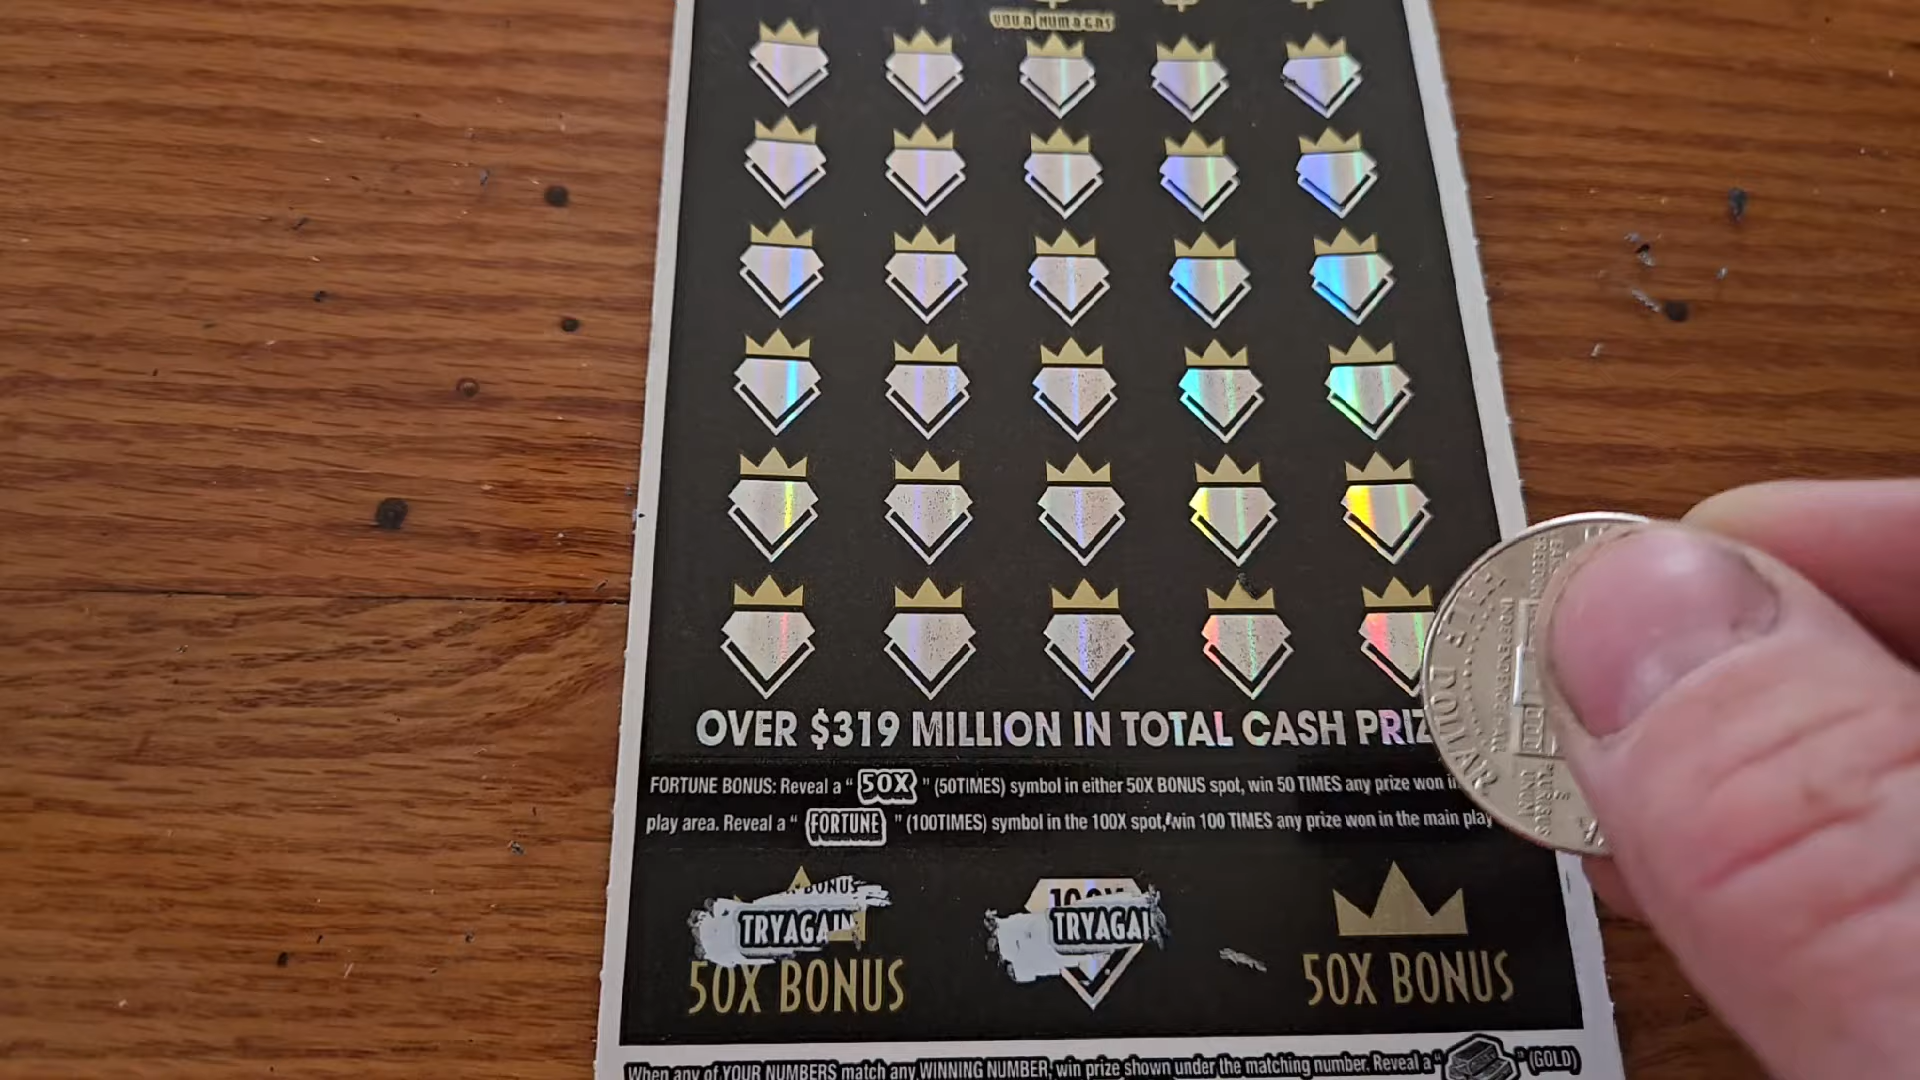 YOUR NUMBERS
OVER $319 MILLION IN TOTAL CASH PRIZ
FORTUNE BONUS: Reveal a " 50X " (50TIMES) symbol in either 50X BONUS spot, win 50 TIMES any prize won i
play area. Reveal a " FORTUNE " (100TIMES) symbol in the 100X spot, win 100 TIMES any prize won in the main play
BONUS
TRYAGAIN
50X BONUS
100X
TRYAGAI
50X BONUS
When any of YOUR NUMBERS match any WINNING NUMBER, win prize shown under the matching number. Reveal a " " (GOLD)
HALF DOLLAR